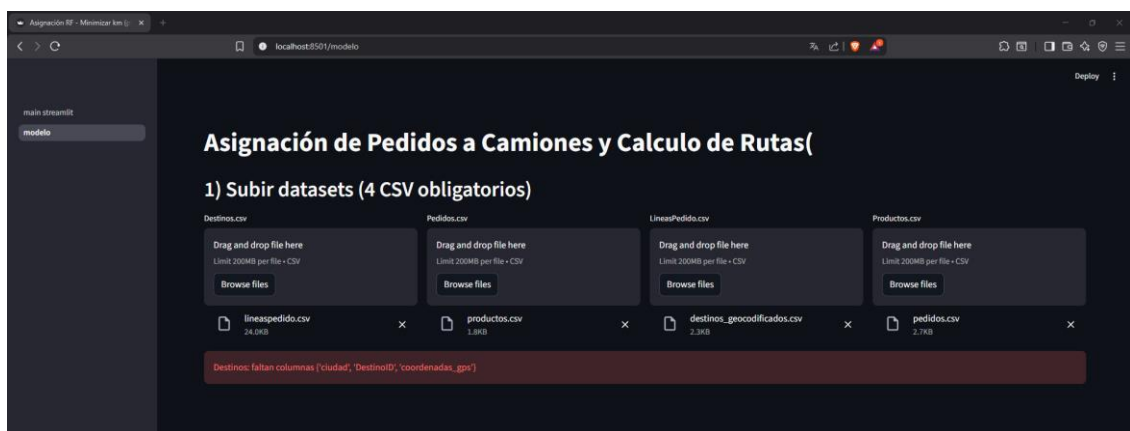 Asignación RF - Minimizar km (p
localhost:8501/modelo
Deploy
main streamlit
modelo
Asignación de Pedidos a Camiones y Calculo de Rutas(
1) Subir datasets (4 CSV obligatorios)
Destinos.csv Pedidos.csv LineasPedido.csv Productos.csv
Drag and drop file here Drag and drop file here Drag and drop file here Drag and drop file here
Limit 200MB per file • CSV Limit 200MB per file • CSV Limit 200MB per file • CSV Limit 200MB per file • CSV
Browse files Browse files Browse files Browse files
lineaspedido.csv productos.csv destinos_geocodificados.csv pedidos.csv
24.0KB 1.8KB 2.3KB 2.7KB
Destinos: faltan columnas {'ciudad', 'DestinoID', 'coordenadas_gps'}